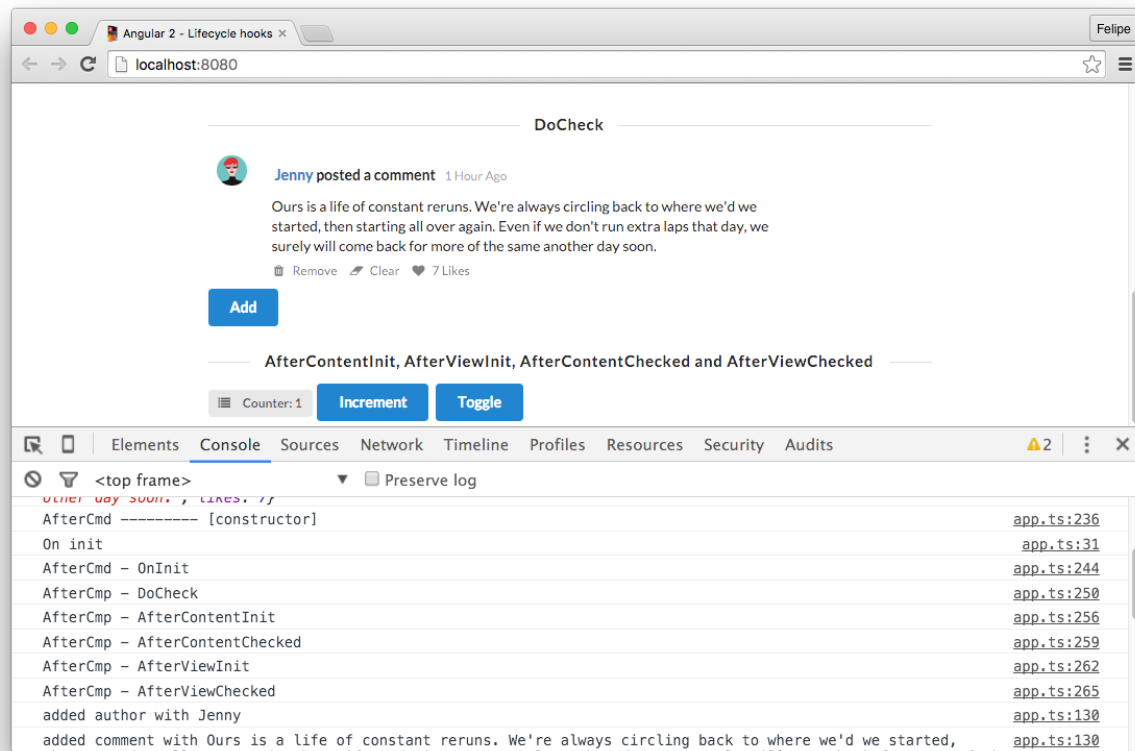 Angular 2 - Lifecycle hooks ×
Felipe
localhost:8080
DoCheck
Jenny posted a comment 1 Hour Ago
Ours is a life of constant reruns. We're always circling back to where we'd we
started, then starting all over again. Even if we don't run extra laps that day, we
surely will come back for more of the same another day soon.
Remove Clear 7 Likes
Add
AfterContentInit, AfterViewInit, AfterContentChecked and AfterViewChecked
Counter: 1 Increment Toggle
Elements Console Sources Network Timeline Profiles Resources Security Audits 2
<top frame> Preserve log
other day soon.", likes: 7}
AfterCmd --------- [constructor] app.ts:236
On init app.ts:31
AfterCmd - OnInit app.ts:244
AfterCmp - DoCheck app.ts:250
AfterCmp - AfterContentInit app.ts:256
AfterCmp - AfterContentChecked app.ts:259
AfterCmp - AfterViewInit app.ts:262
AfterCmp - AfterViewChecked app.ts:265
added author with Jenny app.ts:130
added comment with Ours is a life of constant reruns. We're always circling back to where we'd we started, app.ts:130